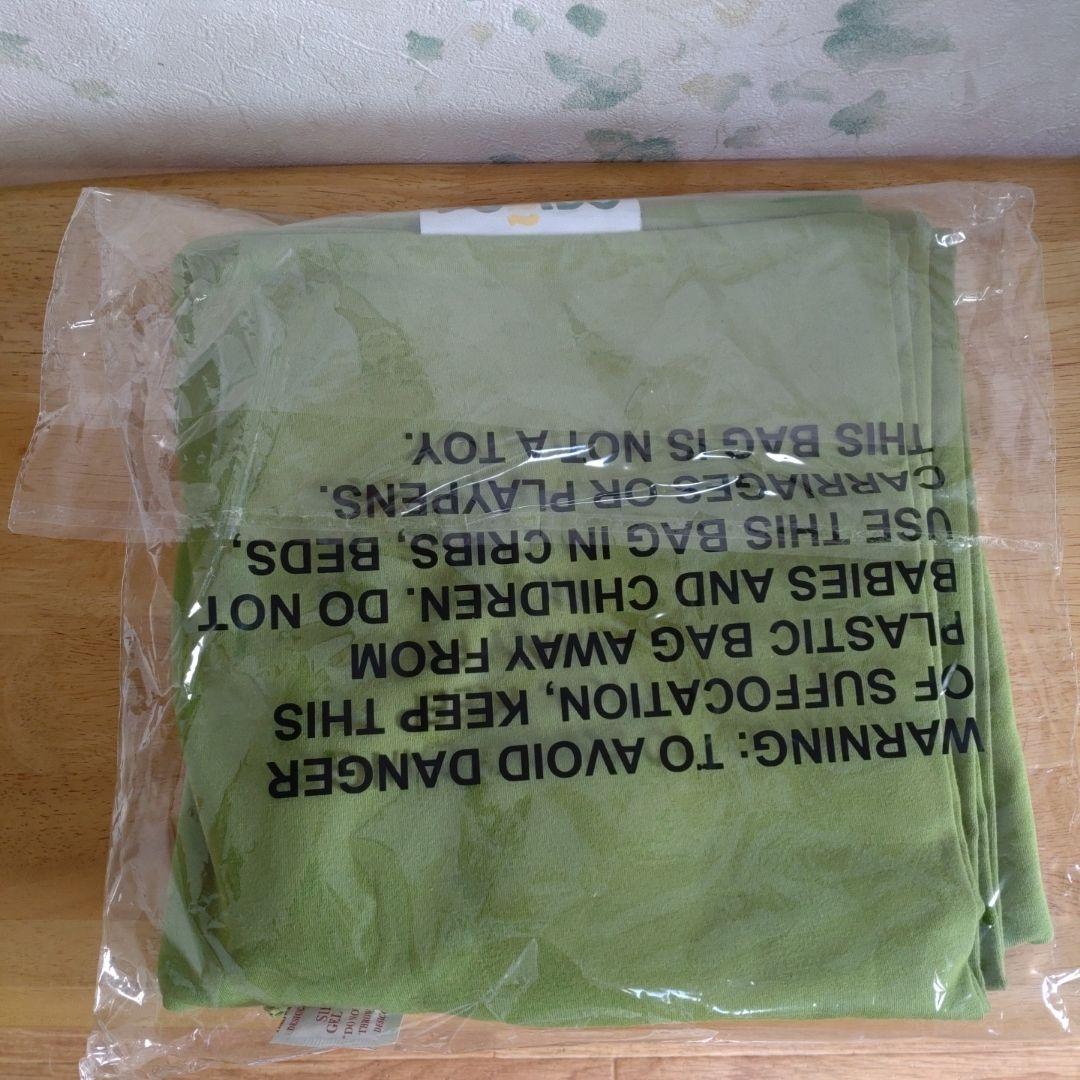 WARNING: TO AVOID DANGER
OF SUFFOCATION, KEEP THIS
PLASTIC BAG AWAY FROM
BABIES AND CHILDREN. DO NOT
USE THIS BAG IN CRIBS, BEDS,
CARRIAGES OR PLAYPENS.
THIS BAG IS NOT A TOY.
GEL